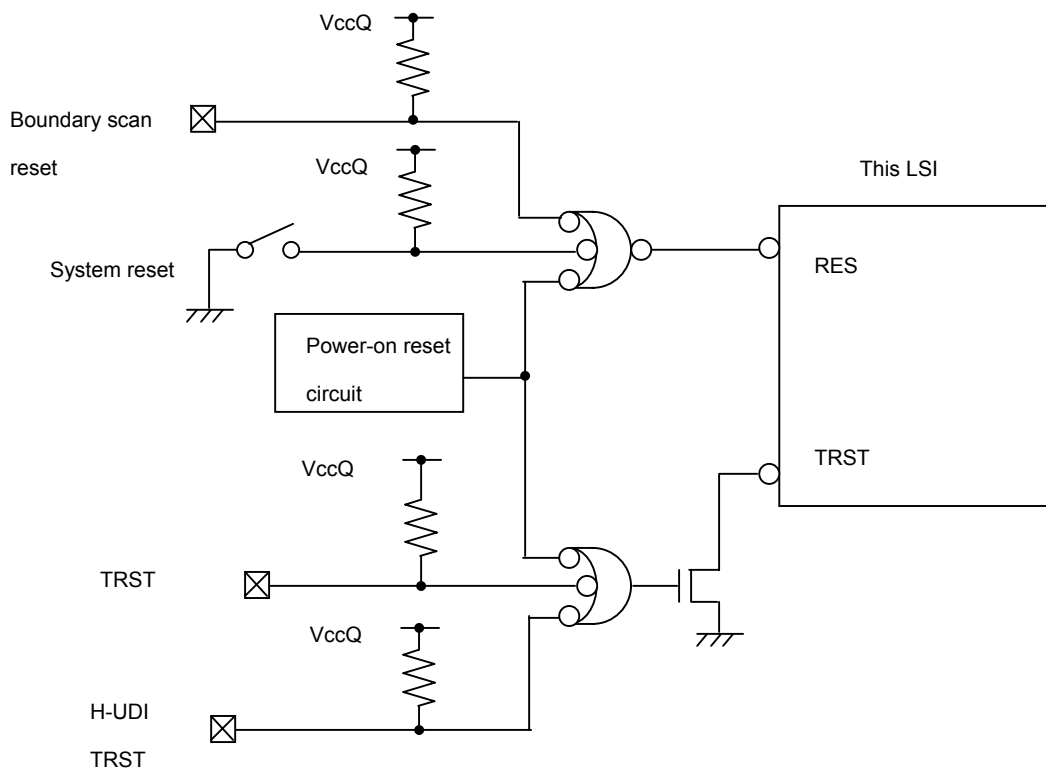 VccQ
Boundary scan
reset
VccQ
This LSI
System reset
RES
Power-on reset
circuit
VccQ
TRST
TRST
VccQ
H-UDI
TRST